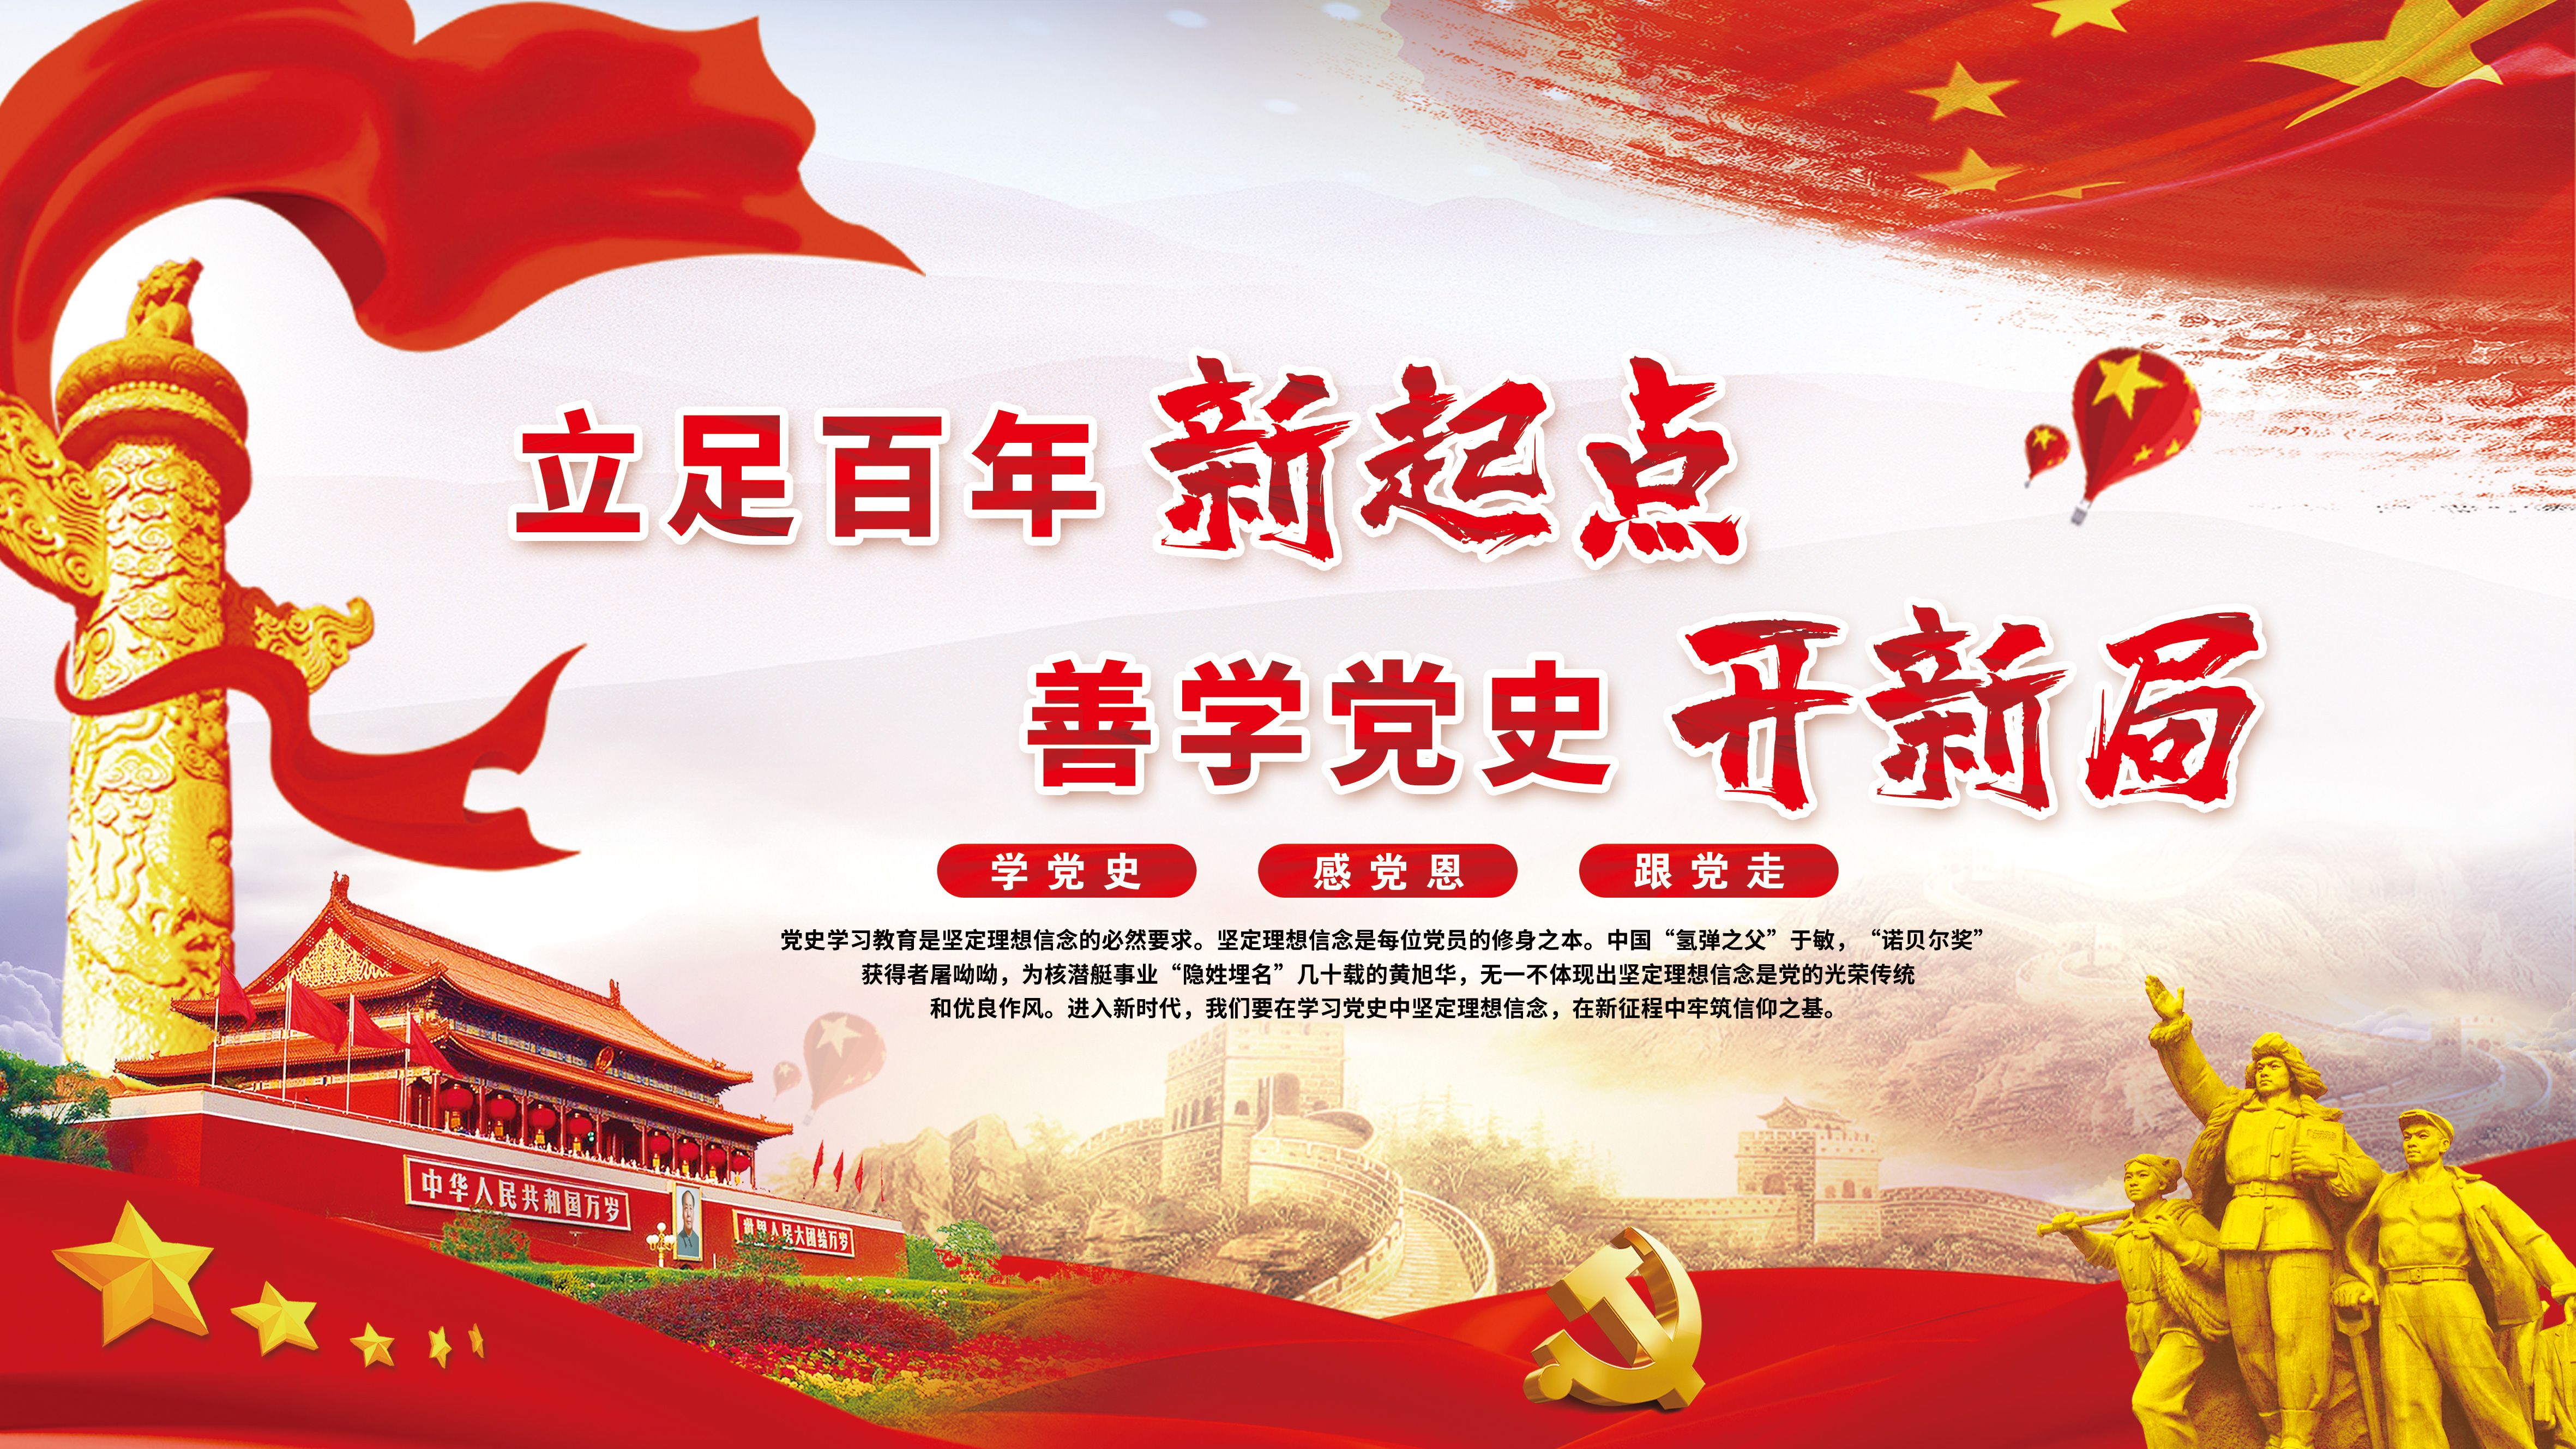 立足百年新起点
善学党史开新局
学党史 感党恩 跟党走
党史学习教育是坚定理想信念的必然要求。坚定理想信念是每位党员的修身之本。中国“氢弹之父”于敏，“诺贝尔奖”
获得者屠呦呦，为核潜艇事业“隐姓埋名”几十载的黄旭华，无一不体现出坚定理想信念是党的光荣传统
和优良作风。进入新时代，我们要在学习党史中坚定理想信念，在新征程中牢筑信仰之基。
中华人民共和国万岁
世界人民大团结万岁